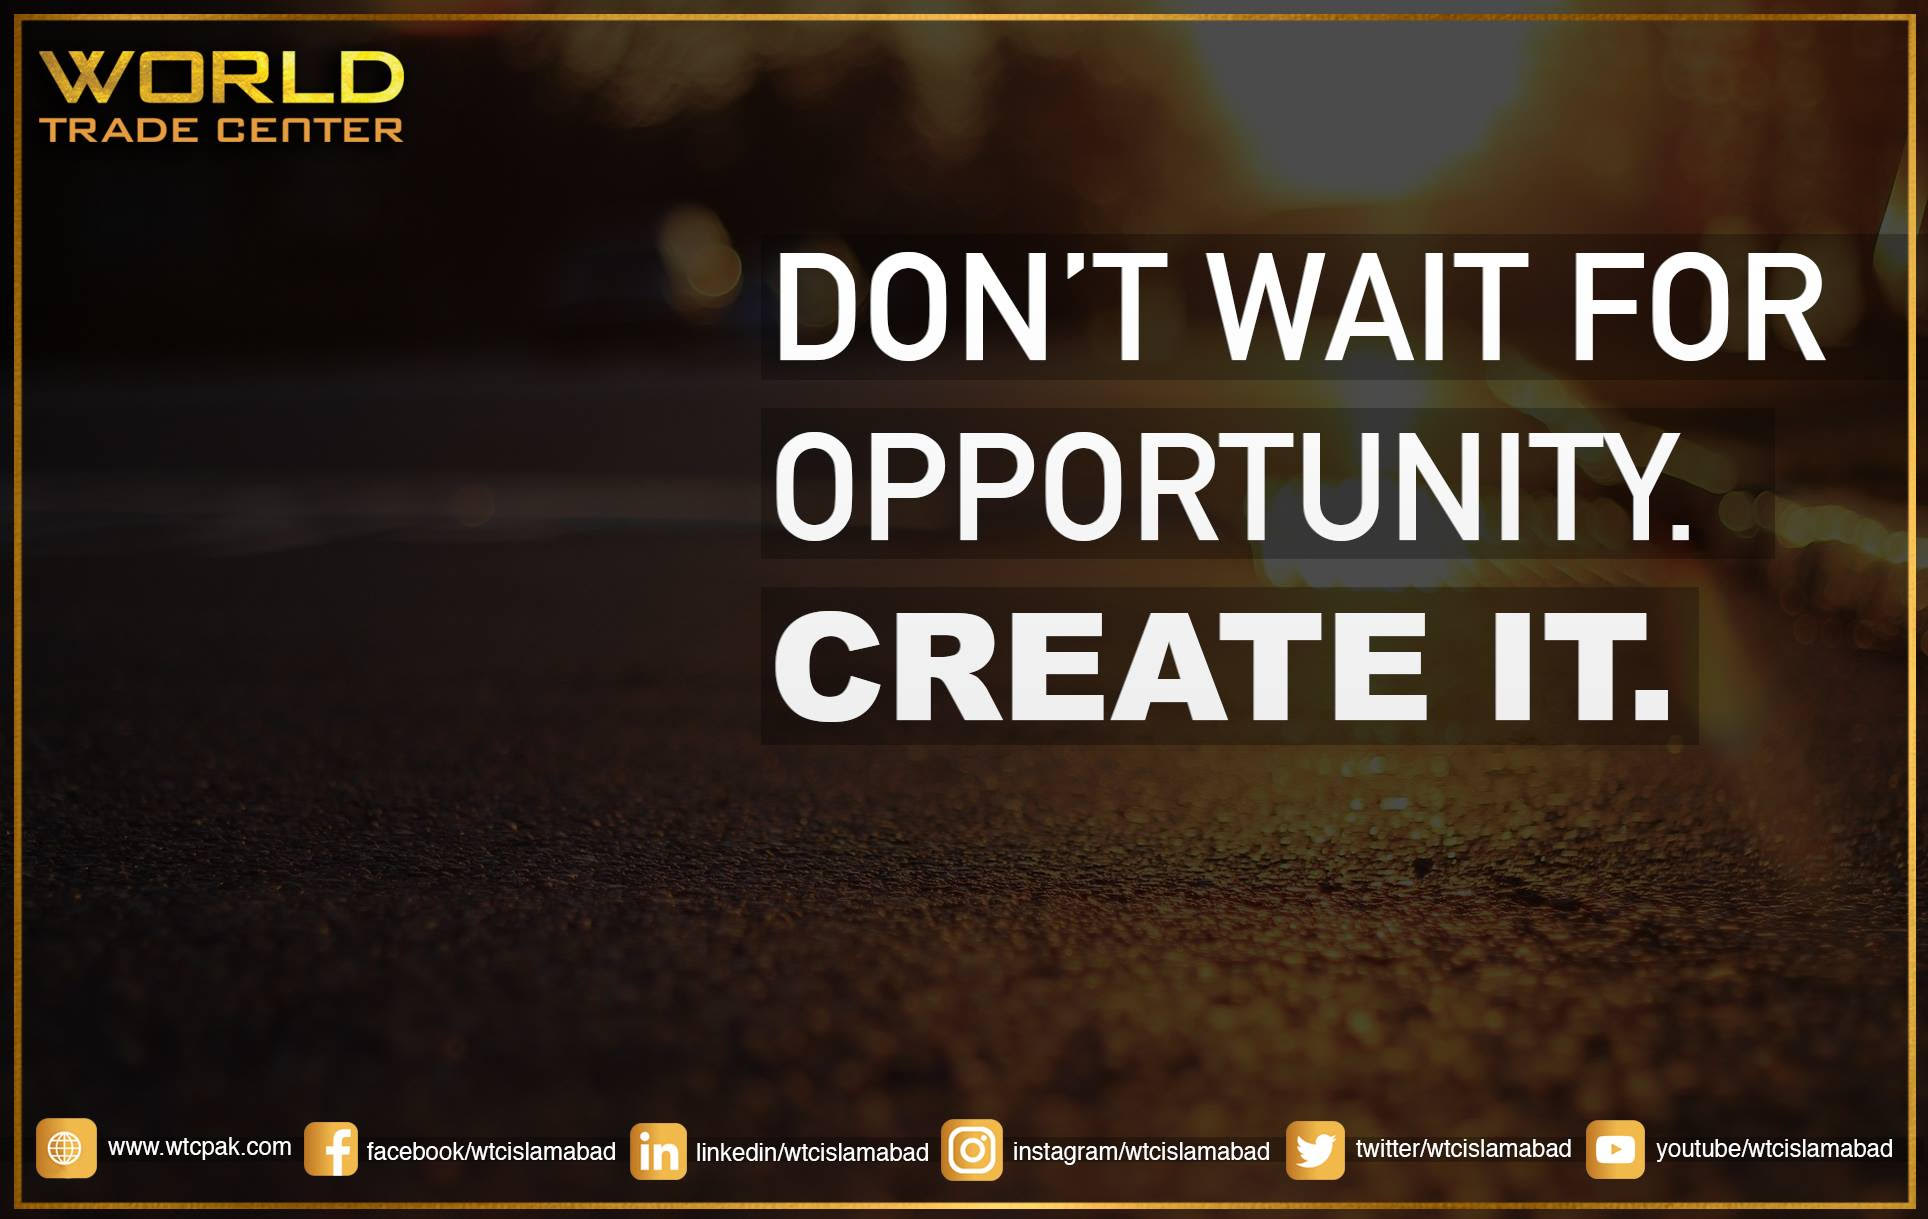 WORLD
TRADE CENTER
DON'T WAIT FOR
OPPORTUNITY.
CREATE IT.
www.wtcpak.com facebook/wtcislamabad linkedin/wtcislamabad instagram/wtcislamabad twitter/wtcislamabad youtube/wtcislamabad